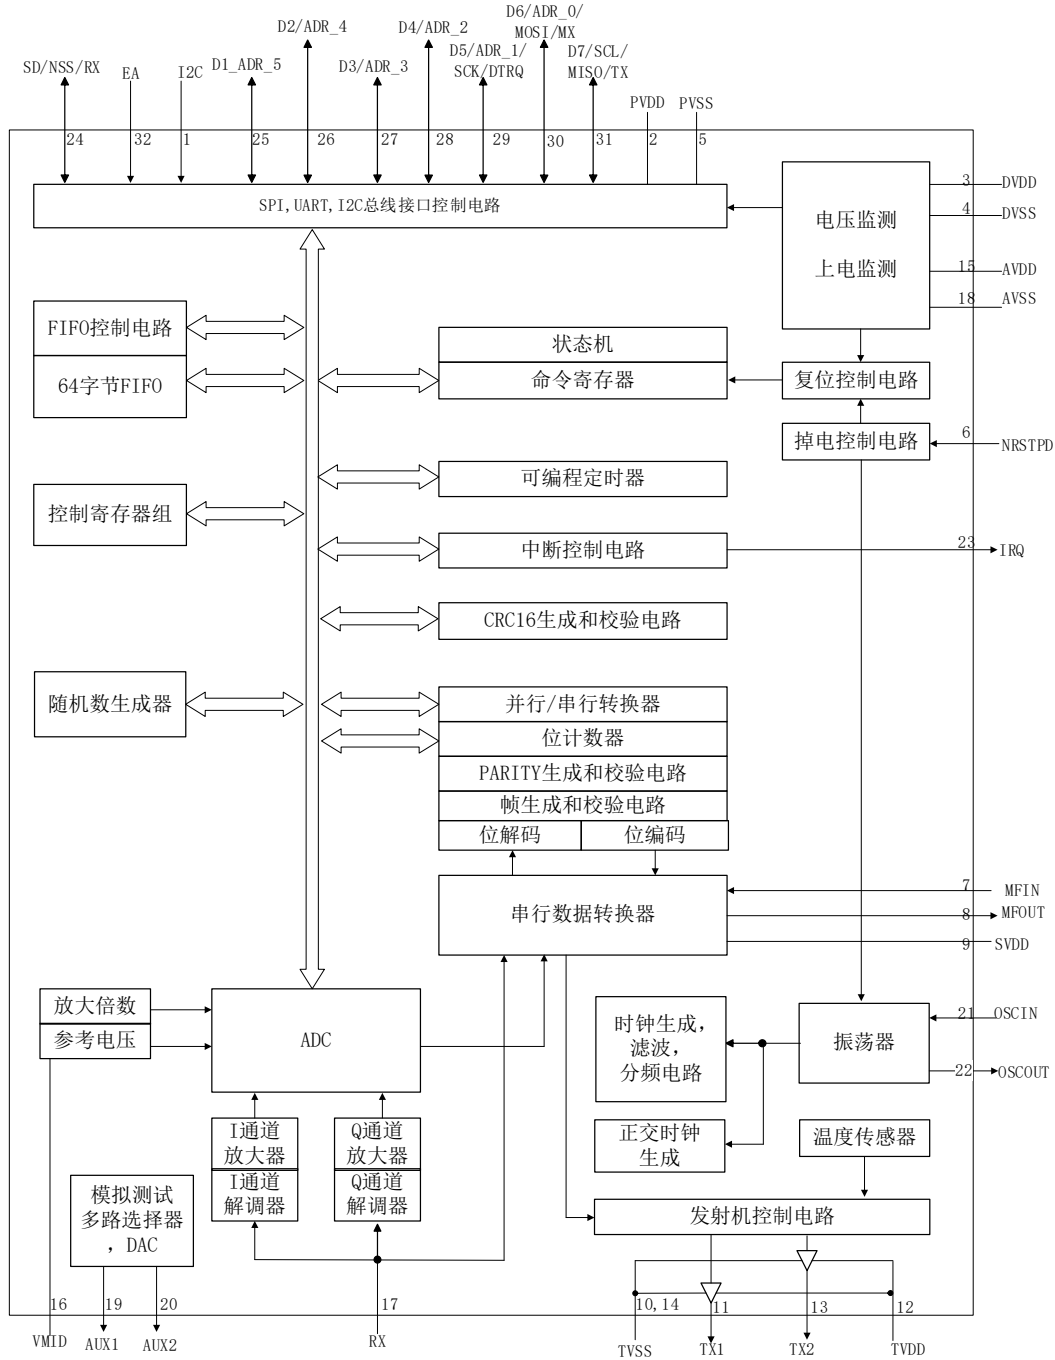 D6/ADR_0/
MOSI/MX
D2/ADR_4
D4/ADR_2
D5/ADR_1/
SCK/DTRQ
D7/SCL/
MISO/TX
SD/NSS/RX
EA
I2C
D1_ADR_5
D3/ADR_3
PVDD
PVSS
24
32
1
25
26
27
28
29
30
31
2
5
SPI,UART,I2C总线接口控制电路
电压监测
上电监测
3
DVDD
4
DVSS
15
AVDD
18
AVSS
FIFO控制电路
64字节FIFO
状态机
命令寄存器
复位控制电路
掉电控制电路
6
NRSTPD
控制寄存器组
可编程定时器
中断控制电路
23
IRQ
CRC16生成和校验电路
随机数生成器
并行/串行转换器
位计数器
PARITY生成和校验电路
帧生成和校验电路
位解码
位编码
串行数据转换器
7
MFIN
8
MFOUT
9
SVDD
放大倍数
参考电压
ADC
时钟生成,
滤波,
分频电路
振荡器
21
OSCIN
22
OSCOUT
I通道
放大器
I通道
解调器
Q通道
放大器
Q通道
解调器
正交时钟
生成
温度传感器
模拟测试
多路选择器
,DAC
发射机控制电路
16
19
20
17
10,14
11
13
12
VMID
AUX1
AUX2
RX
TVSS
TX1
TX2
TVDD